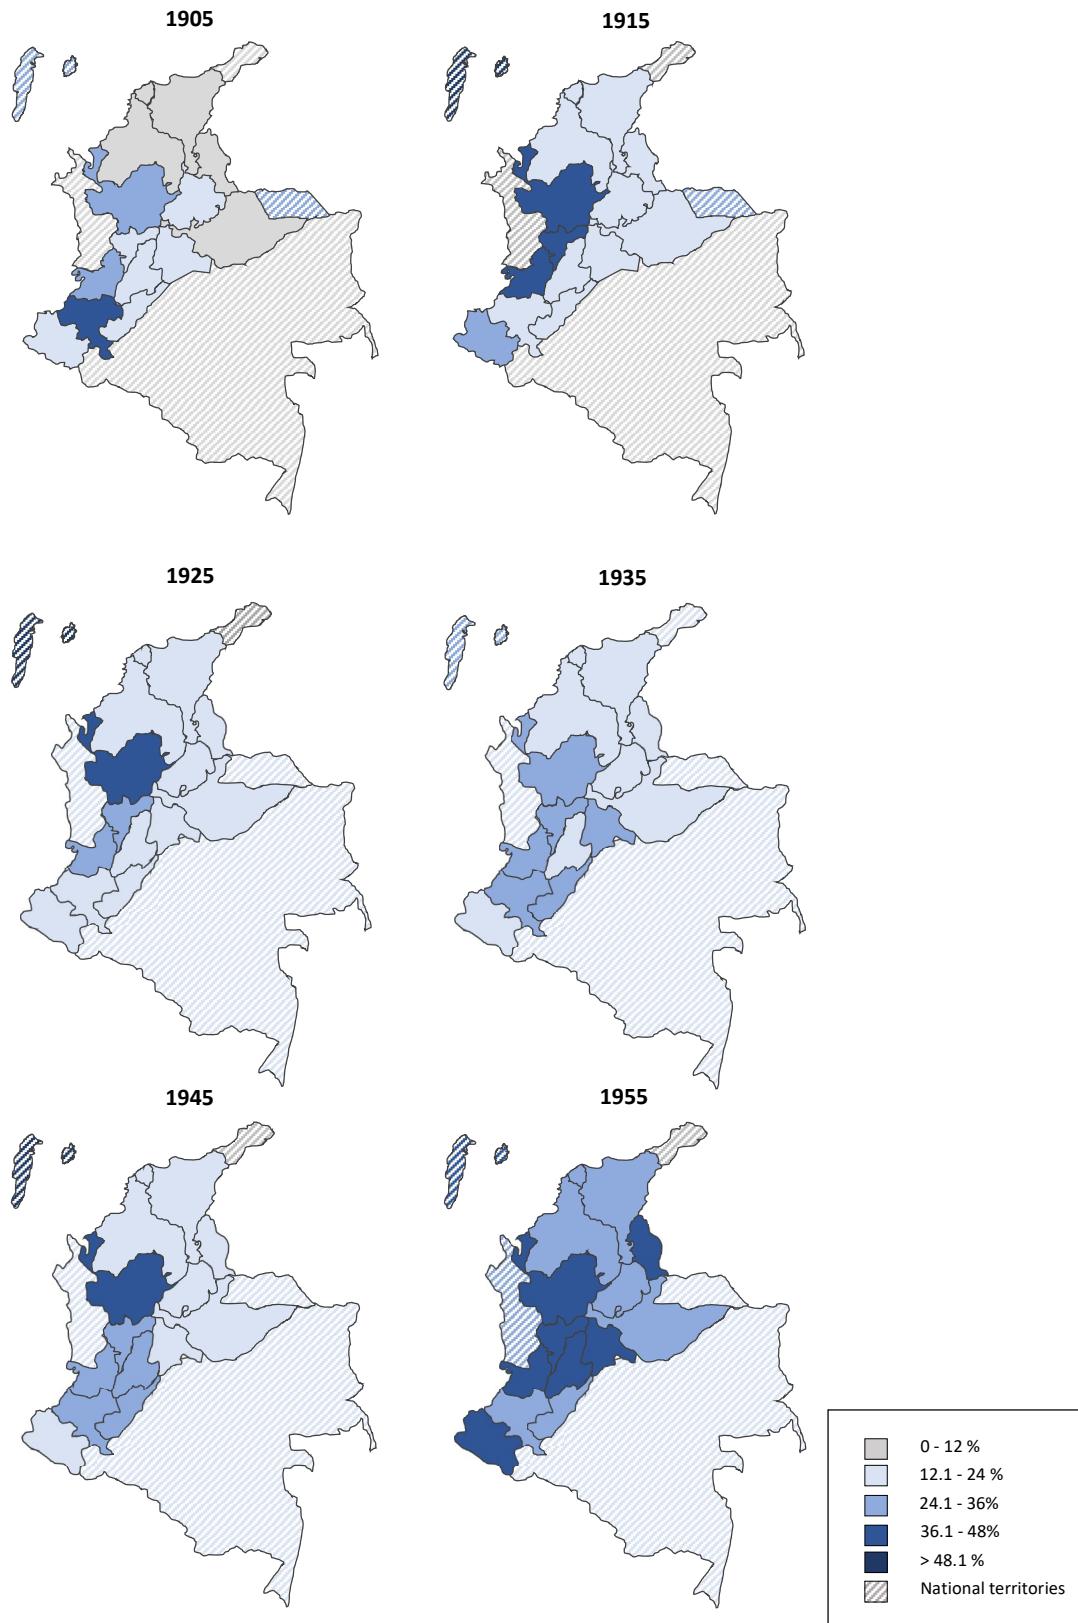 1905
1915
1925
1935
1945
1955
0 - 12 %
12.1 - 24 %
24.1 - 36%
36.1 - 48%
> 48.1 %
National territories